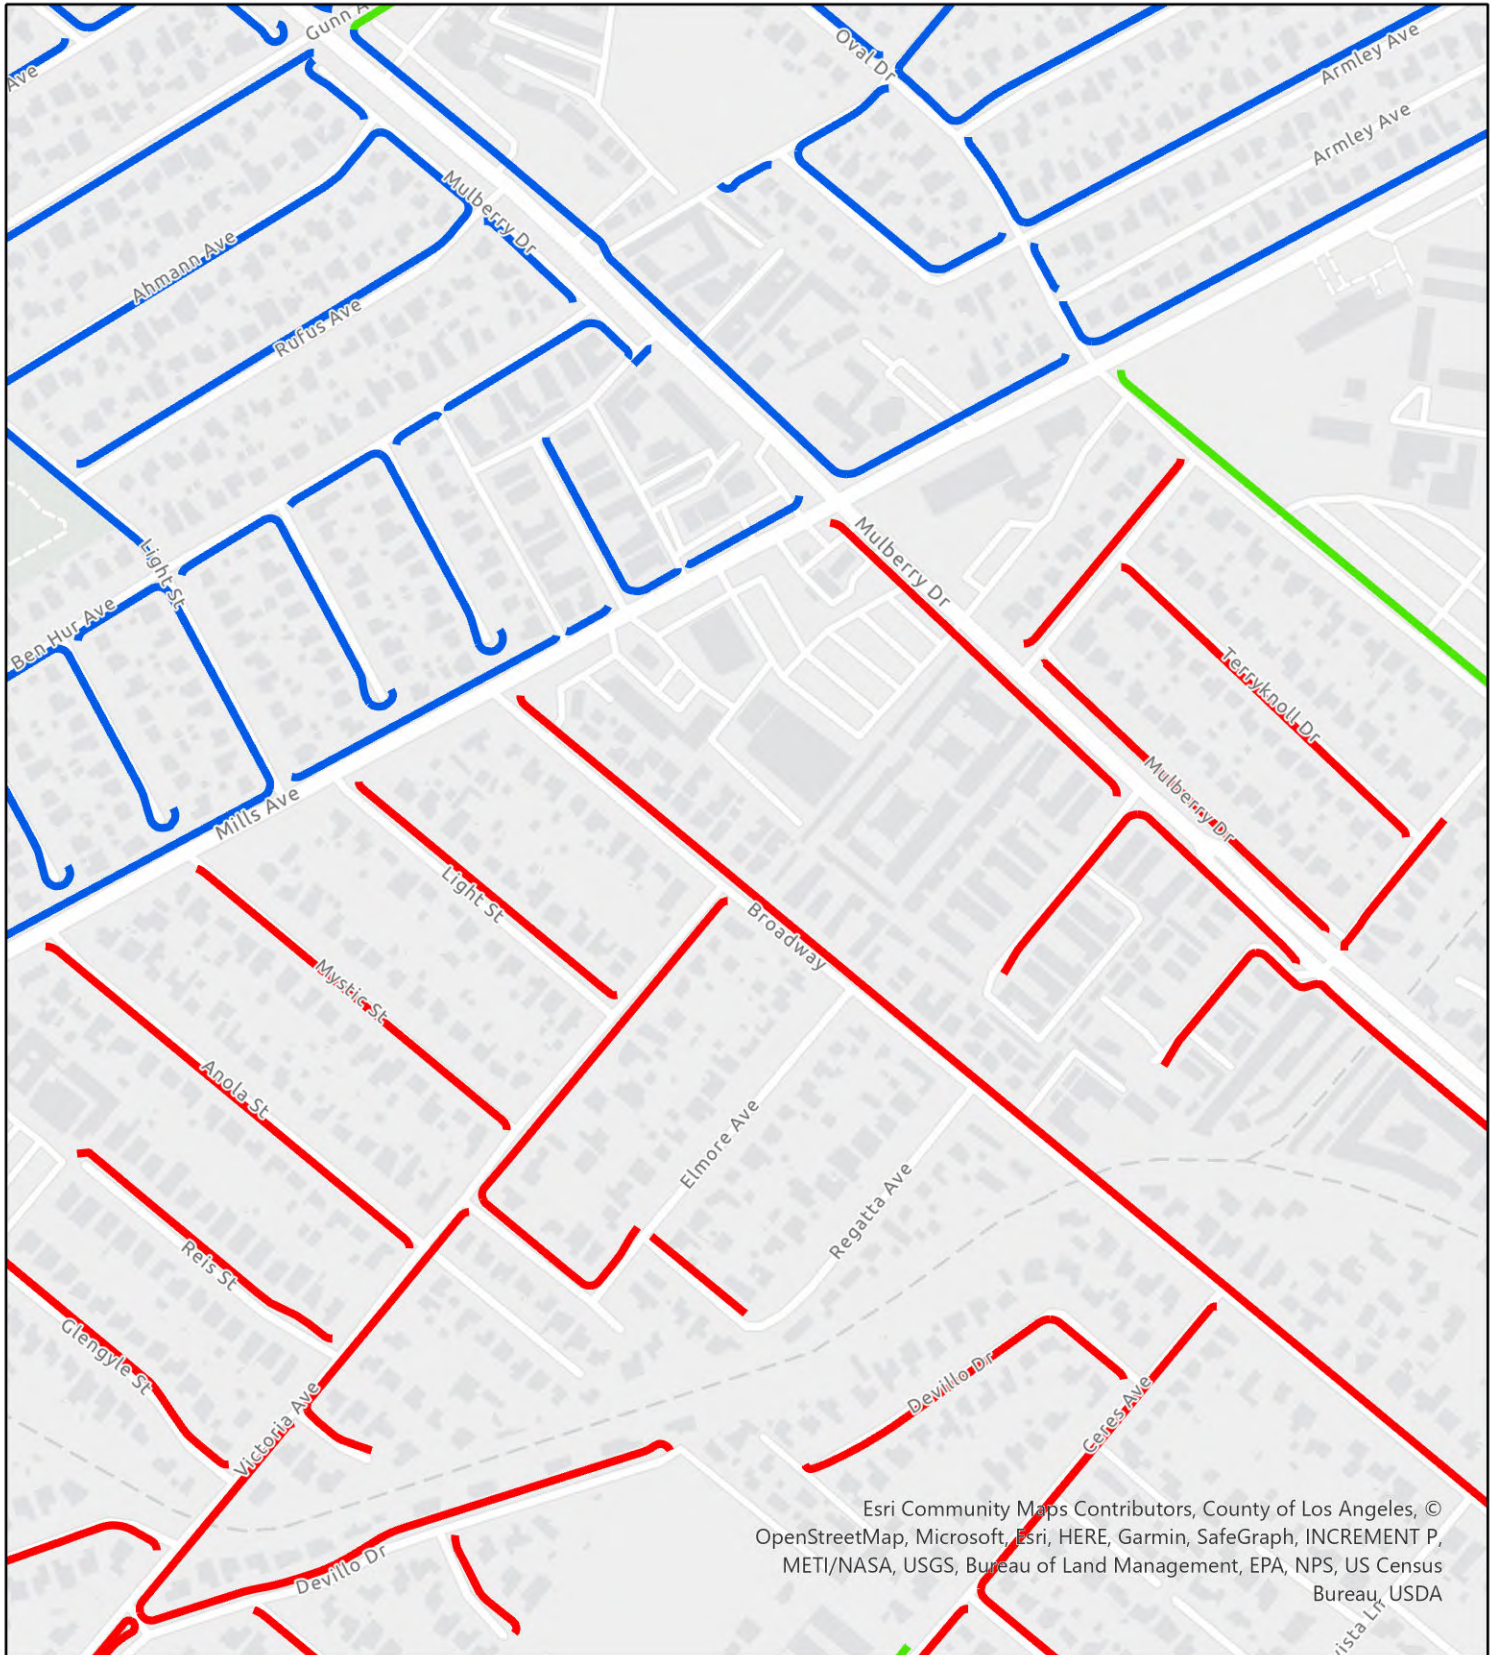 Gunn A
Oval Dr
Armley Ave
Ave
Armley Ave
Mulberry Dr
Ahmann Ave
Rufus Ave
Mulberry Dr
Light St
Ben Hur Ave
Terryknoll Dr
Mills Ave
Mulberry Dr
Light St
Broadway
Mystic St
Anola St
Elmore Ave
Regatta Ave
Reis St
Glengyle St
Devillo Dr
Ceres Ave
Victoria Ave
Esri Community Maps Contributors, County of Los Angeles, ©
OpenStreetMap, Microsoft, Esri, HERE, Garmin, SafeGraph, INCREMENT P,
METI/NASA, USGS, Bureau of Land Management, EPA, NPS, US Census
Bureau, USDA
Devillo Dr
vista Ln